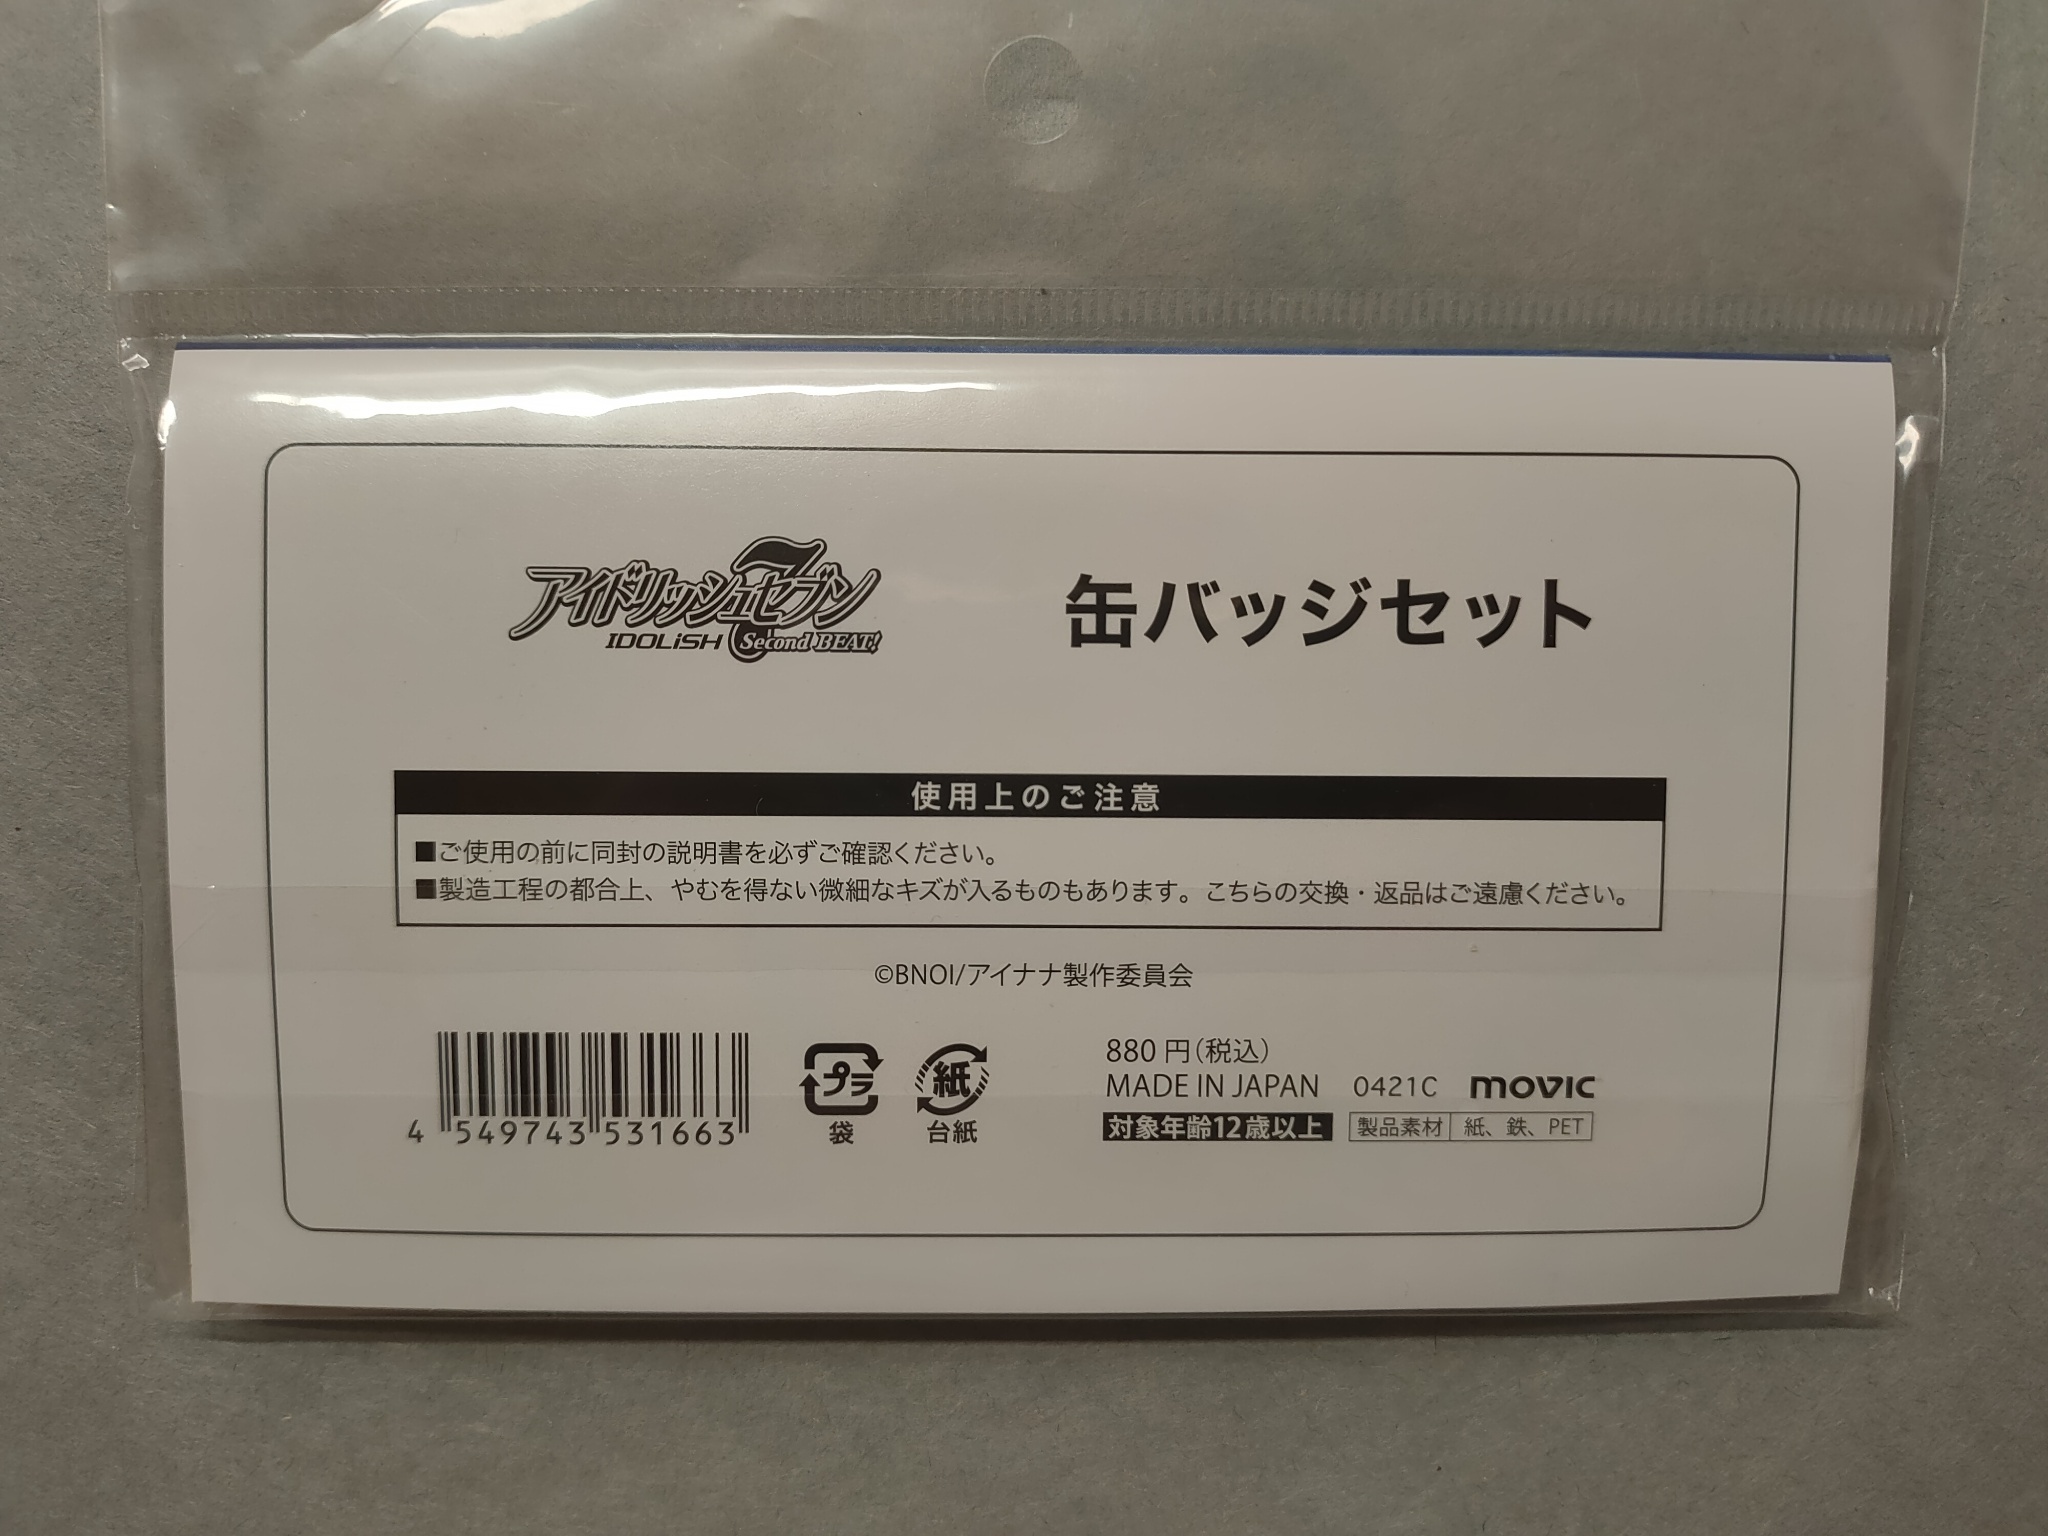 アイドリッシュセブン
IDOLiSH7 Second BEAT!
缶バッジセット
使用上のご注意
■ご使用の前に同封の説明書を必ずご確認ください。
■製造工程の都合上、やむを得ない微細なキズが入るものもあります。こちらの交換・返品はご遠慮ください。
©BNOI/アイナナ製作委員会
4 549743 531663
プラ
袋
紙
台紙
880 円(税込)
MADE IN JAPAN 0421C movic
対象年齢12歳以上 製品素材 紙、鉄、PET